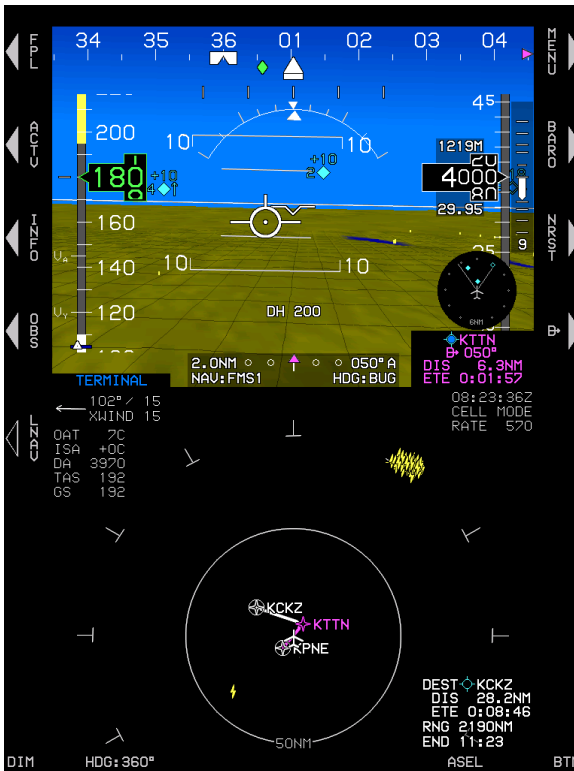 FPL
34 35 36 01 02 03 04
MENU
45
ACTV
200
10 10
+10
2
1219M
BARO
180
+10
4↑
4000
20
80
29.95
160
INFO
NRST
9
V_A
140
10 10
V_Y
120
DH 200
OBS
6NM
KTTN
050°
DIS 6.3NM
ETE 0:01:57
2.0NM 050°A
NAV:FMS1 HDG:BUG
TERMINAL
LNAV
102°/ 15
XWIND 15
08:23:36Z
CELL MODE
RATE 570
OAT 7C
ISA +0C
DA 3970
TAS 192
GS 192
KCKZ
KTTN
KPNE
DEST KCKZ
DIS 28.2NM
ETE 0:08:46
RNG 2190NM
END 11:23
50NM
DIM HDG:360° ASEL